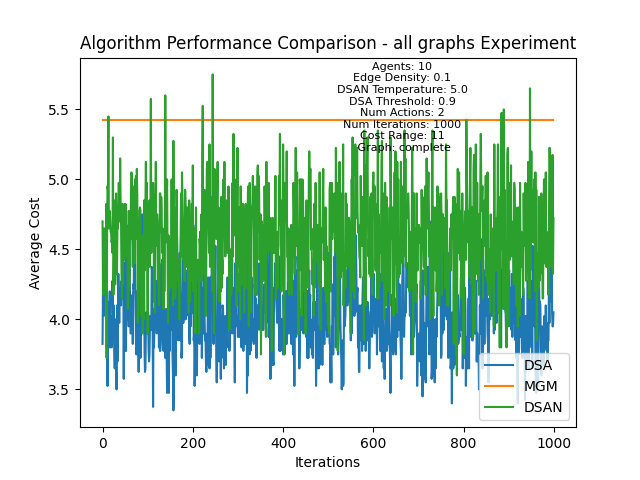 Algorithm Performance Comparison - all graphs Experiment
Agents: 10
Edge Density: 0.1
DSAN Temperature: 5.0
DSA Threshold: 0.9
Num Actions: 2
Num Iterations: 1000
Cost Range: 11
Graph: complete
Average Cost
5.5
5.0
4.5
4.0
3.5
DSA
MGM
DSAN
0
200
400
600
800
1000
Iterations